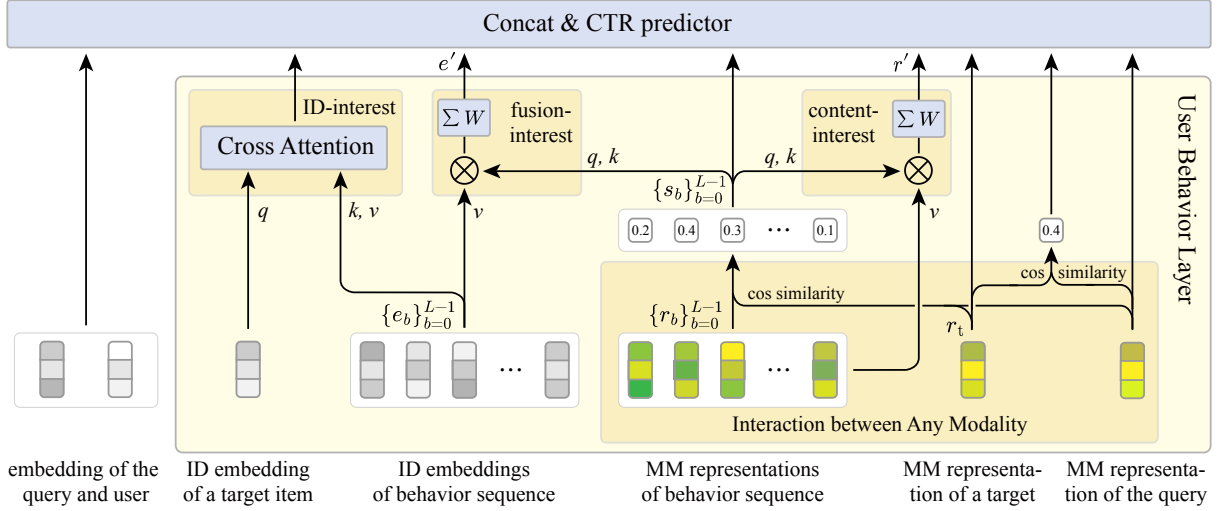 Concat & CTR predictor
e′
r′
ID-interest
Cross Attention
∑ W
fusion-
interest
content-
interest
∑ W
User Behavior Layer
q, k
q, k
q
k, v
v
v
{s_b}_{b=0}^{L−1}
0.2
0.4
0.3
···
0.1
0.4
cos similarity
cos similarity
{e_b}_{b=0}^{L−1}
{r_b}_{b=0}^{L−1}
r_t
···
···
Interaction between Any Modality
embedding of the
query and user
ID embedding
of a target item
ID embeddings
of behavior sequence
MM representations
of behavior sequence
MM representa-
tion of a target
MM representa-
tion of the query